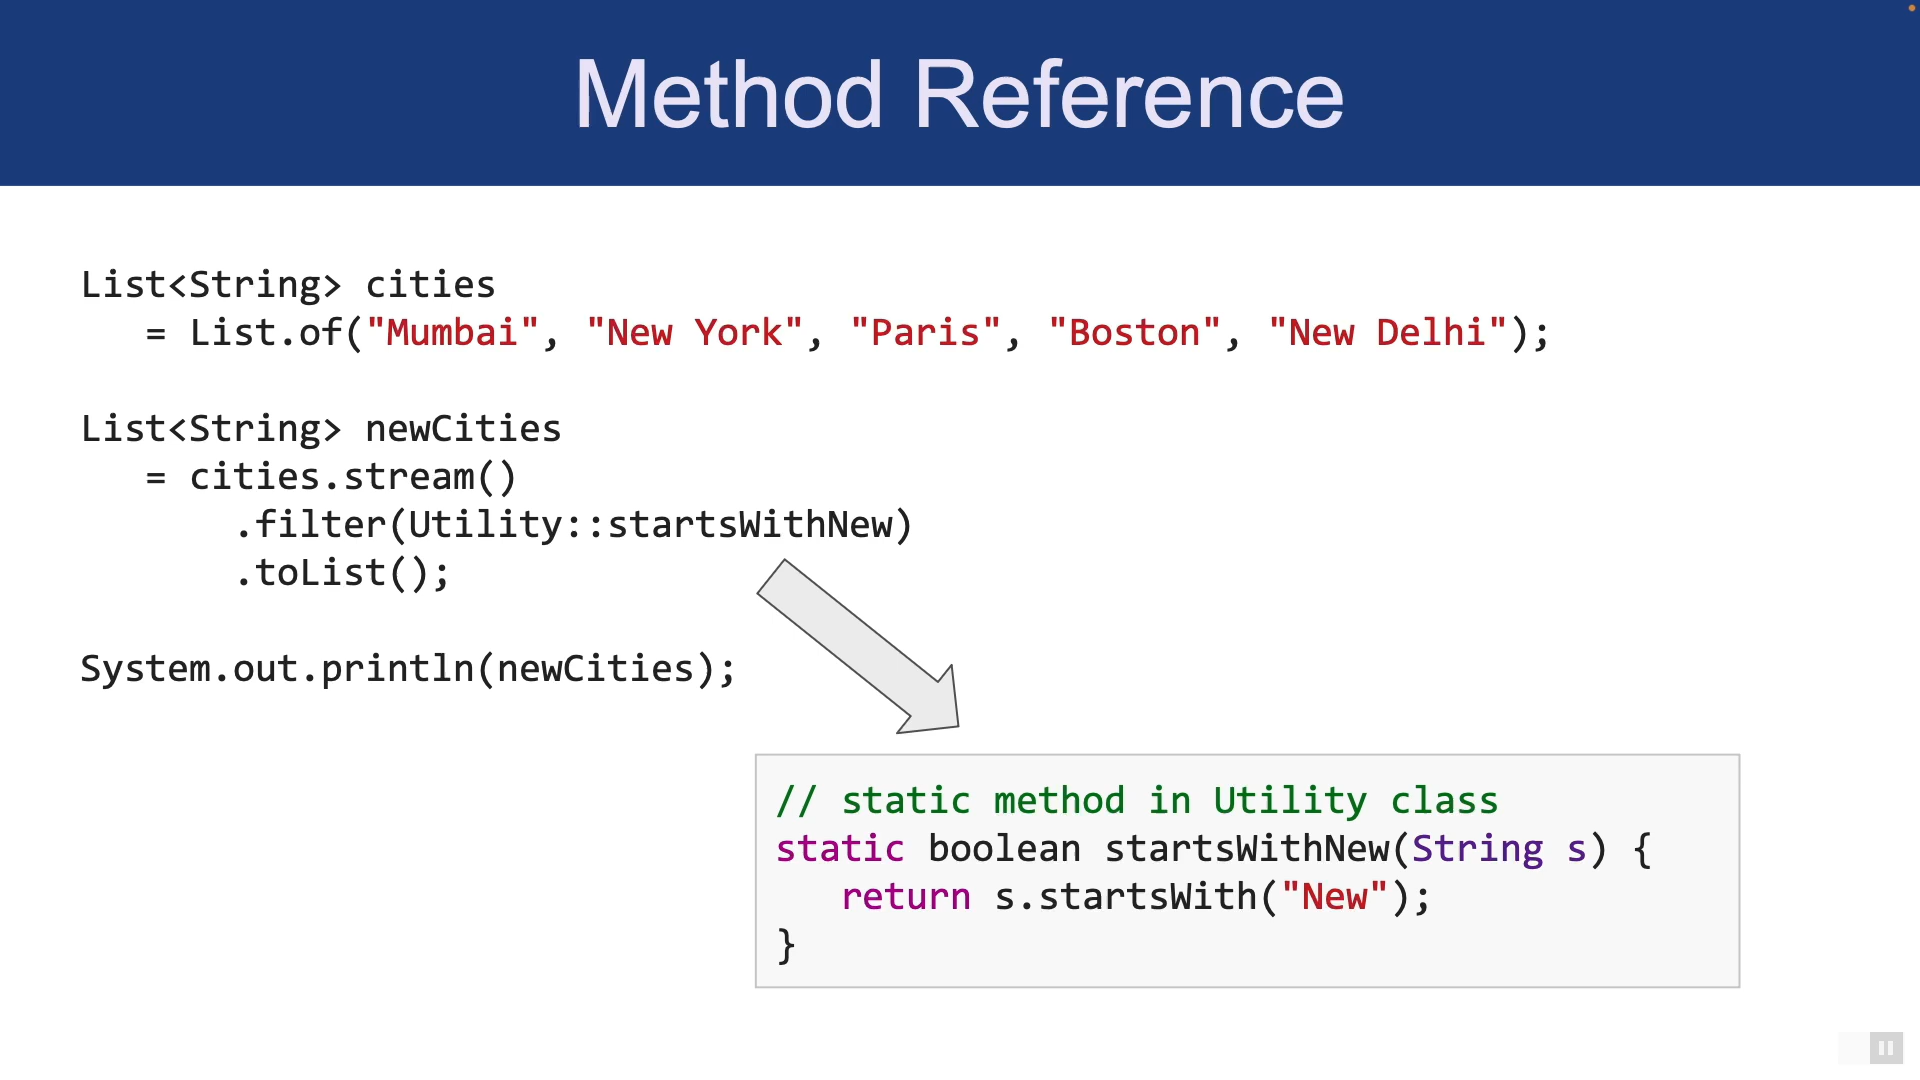 Method Reference
List<String> cities
   = List.of("Mumbai", "New York", "Paris", "Boston", "New Delhi");
List<String> newCities
   = cities.stream()
       .filter(Utility::startsWithNew)
       .toList();
System.out.println(newCities);
// static method in Utility class
static boolean startsWithNew(String s) {
   return s.startsWith("New");
}